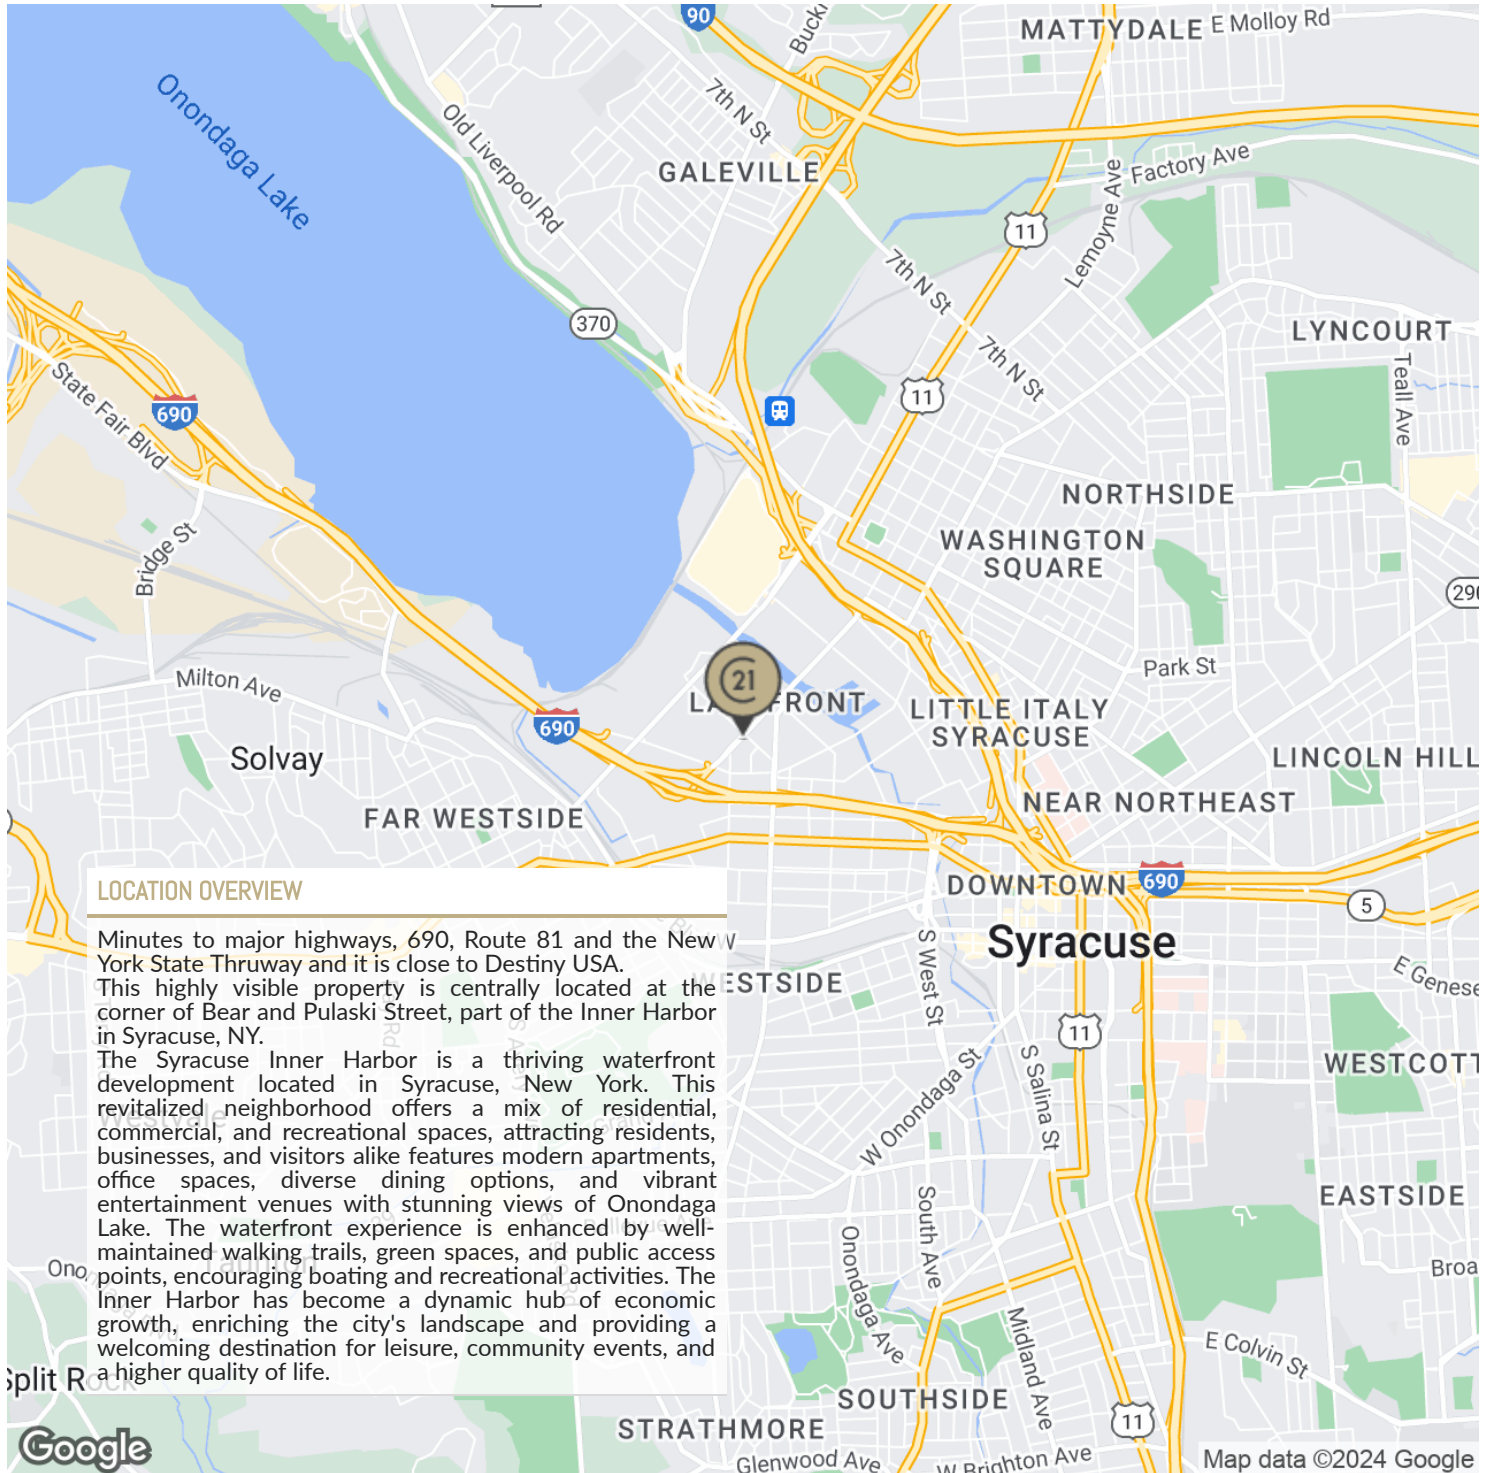 90
MATTYDALE
E Molloy Rd
7th N St
Onondaga Lake
Old Liverpool Rd
GALEVILLE
Factory Ave
Lemoyne Ave
11
7th N St
370
LYNCOURT
7th N St
State Fair Blvd
690
11
Teall Ave
NORTHSIDE
WASHINGTON
SQUARE
Bridge St
Park St
Milton Ave
21
FRONT
LITTLE ITALY
SYRACUSE
690
Solvay
LINCOLN HILL
FAR WESTSIDE
NEAR NORTHEAST
DOWNTOWN
690
5
Syracuse
LOCATION OVERVIEW
Minutes to major highways, 690, Route 81 and the New
York State Thruway and it is close to Destiny USA.
This highly visible property is centrally located at the
corner of Bear and Pulaski Street, part of the Inner Harbor
in Syracuse, NY.
The Syracuse Inner Harbor is a thriving waterfront
development located in Syracuse, New York. This
revitalized neighborhood offers a mix of residential,
commercial, and recreational spaces, attracting residents,
businesses, and visitors alike features modern apartments,
office spaces, diverse dining options, and vibrant
entertainment venues with stunning views of Onondaga
Lake. The waterfront experience is enhanced by well-
maintained walking trails, green spaces, and public access
points, encouraging boating and recreational activities. The
Inner Harbor has become a dynamic hub of economic
growth, enriching the city's landscape and providing a
welcoming destination for leisure, community events, and
a higher quality of life.
WESTSIDE
S West St
E Genese
11
WESTCOTT
W Onondaga St
S Salina St
Westvale
EASTSIDE
South Ave
Onondaga Ave
Taunton
Broa
Midland Ave
E Colvin St
Split Rock
SOUTHSIDE
STRATHMORE
11
Glenwood Ave
W Brighton Ave
Google
Map data ©2024 Google